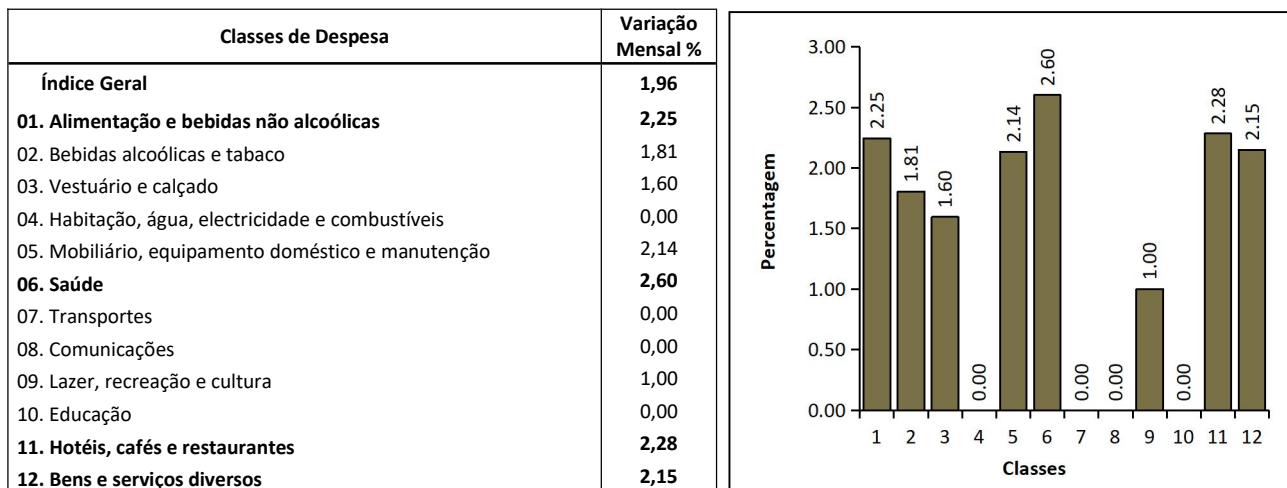 Classes de Despesa
Variação
Mensal %
Índice Geral 1,96
01. Alimentação e bebidas não alcoólicas 2,25
02. Bebidas alcoólicas e tabaco 1,81
03. Vestuário e calçado 1,60
04. Habitação, água, electricidade e combustíveis 0,00
05. Mobiliário, equipamento doméstico e manutenção 2,14
06. Saúde 2,60
07. Transportes 0,00
08. Comunicações 0,00
09. Lazer, recreação e cultura 1,00
10. Educação 0,00
11. Hotéis, cafés e restaurantes 2,28
12. Bens e serviços diversos 2,15
Percentagem
3.00
2.50
2.00
1.50
1.00
0.50
0.00
2.25
1.81
1.60
0.00
2.14
2.60
0.00
0.00
1.00
0.00
2.28
2.15
1 2 3 4 5 6 7 8 9 10 11 12
Classes